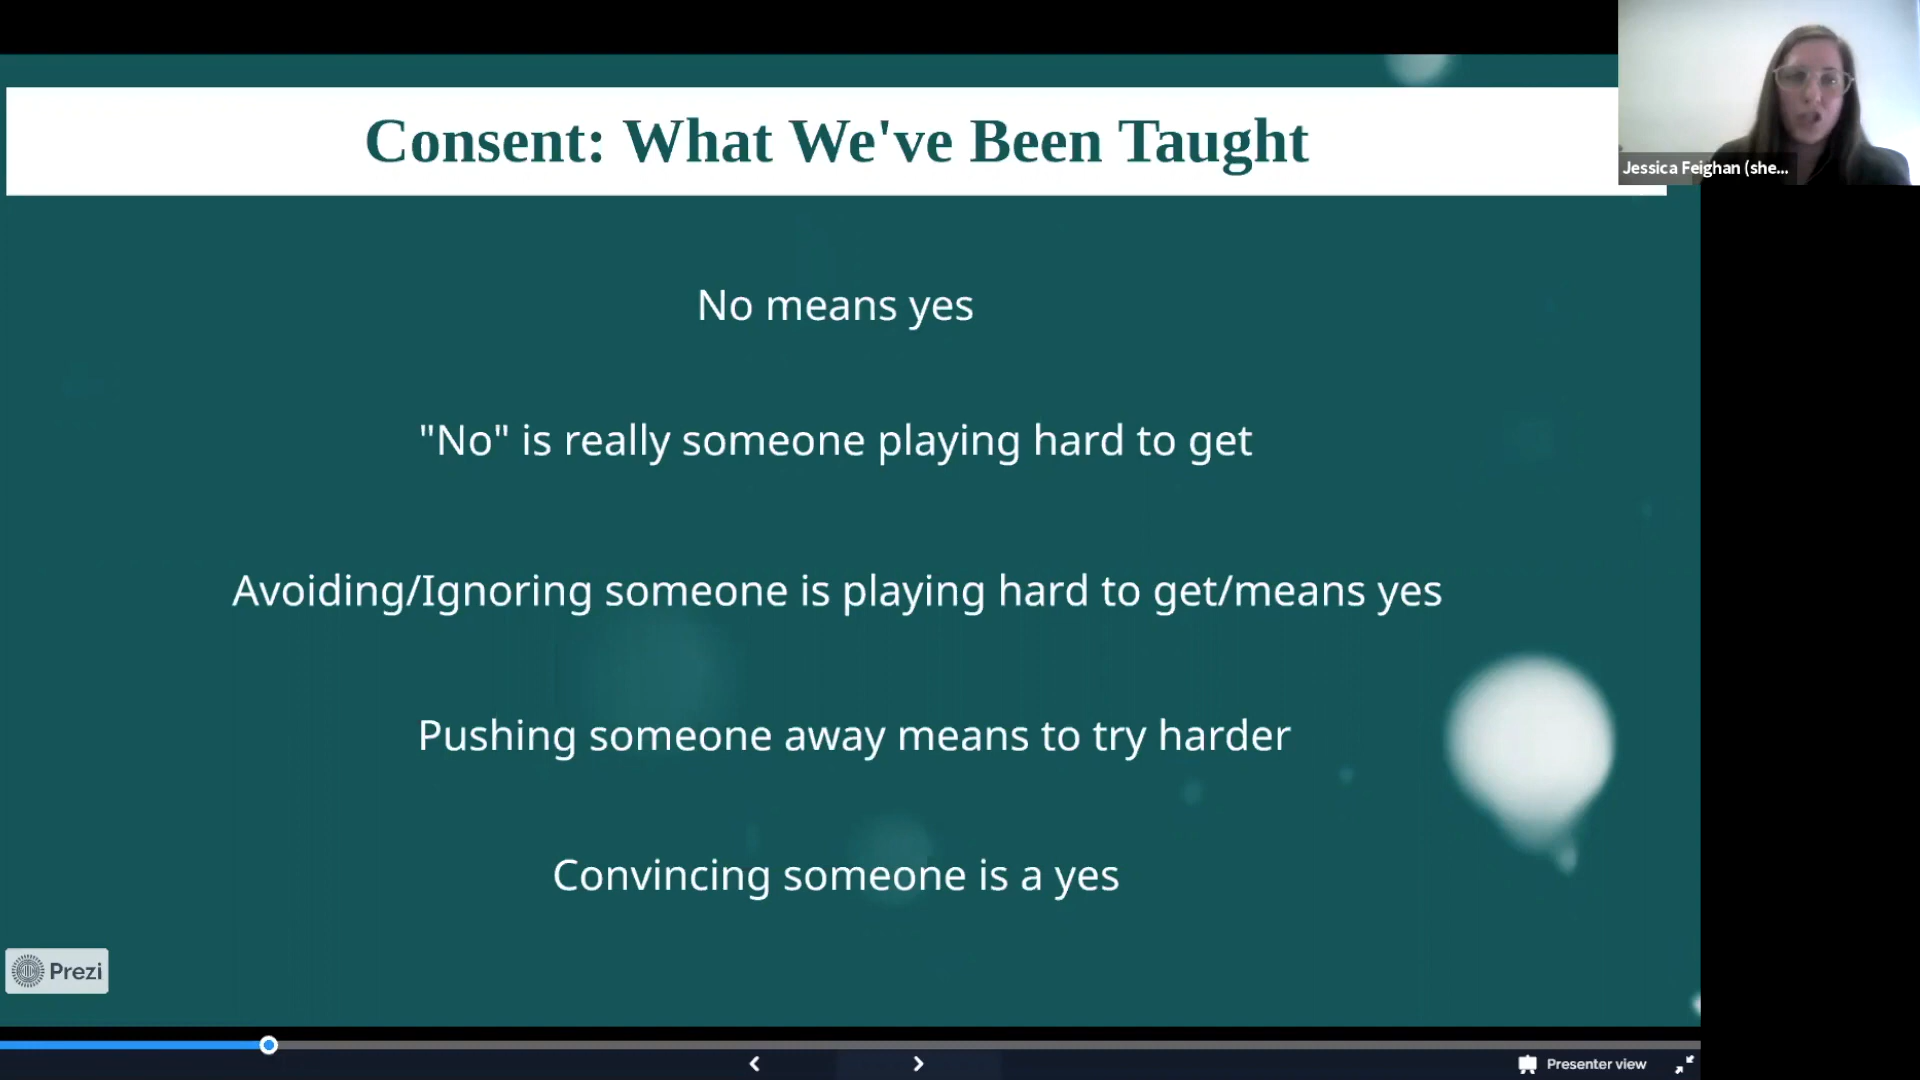 Consent: What We've Been Taught
Jessica Feighan (she...
No means yes
"No" is really someone playing hard to get
Avoiding/Ignoring someone is playing hard to get/means yes
Pushing someone away means to try harder
Convincing someone is a yes
Prezi
Presenter view